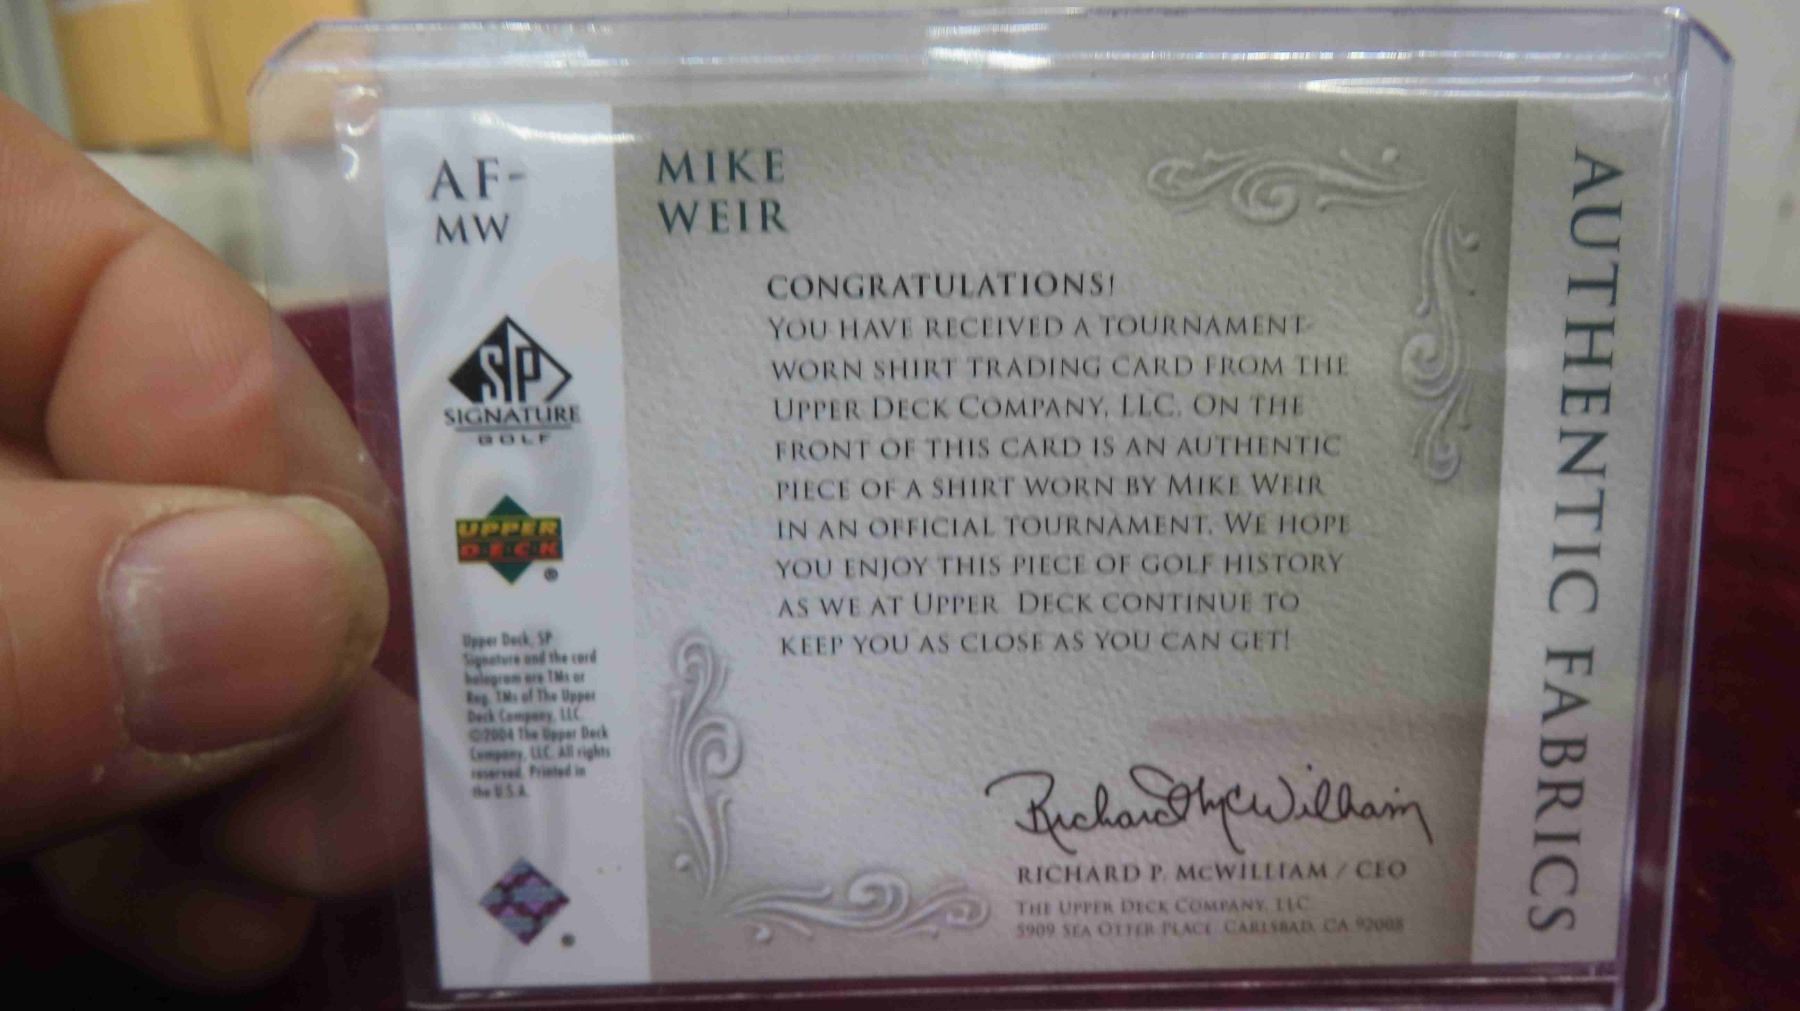 AF-
MW
SP
SIGNATURE
GOLF
UPPER
DECK
®
Upper Deck, SP
Signature and the card
hologram are TMs or
Reg. TMs of The Upper
Deck Company, LLC.
©2004 The Upper Deck
Company, LLC. All rights
reserved. Printed in
the U.S.A.
MIKE
WEIR
CONGRATULATIONS!
YOU HAVE RECEIVED A TOURNAMENT-
WORN SHIRT TRADING CARD FROM THE
UPPER DECK COMPANY, LLC. ON THE
FRONT OF THIS CARD IS AN AUTHENTIC
PIECE OF A SHIRT WORN BY MIKE WEIR
IN AN OFFICIAL TOURNAMENT. WE HOPE
YOU ENJOY THIS PIECE OF GOLF HISTORY
AS WE AT UPPER DECK CONTINUE TO
KEEP YOU AS CLOSE AS YOU CAN GET!
Richard McWilliam
RICHARD P. MCWILLIAM / CEO
THE UPPER DECK COMPANY, LLC
5909 SEA OTTER PLACE, CARLSBAD, CA 92008
AUTHENTIC FABRICS